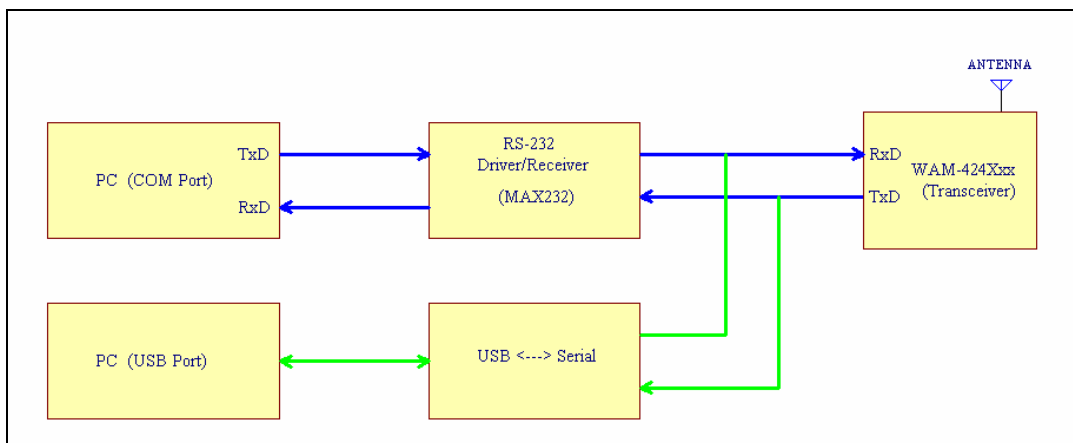 ANTENNA
TxD
PC (COM Port)
RxD
RS-232
Driver/Receiver
(MAX232)
RxD
WAM-424Xxx
(Transceiver)
TxD
PC (USB Port)
USB <---> Serial